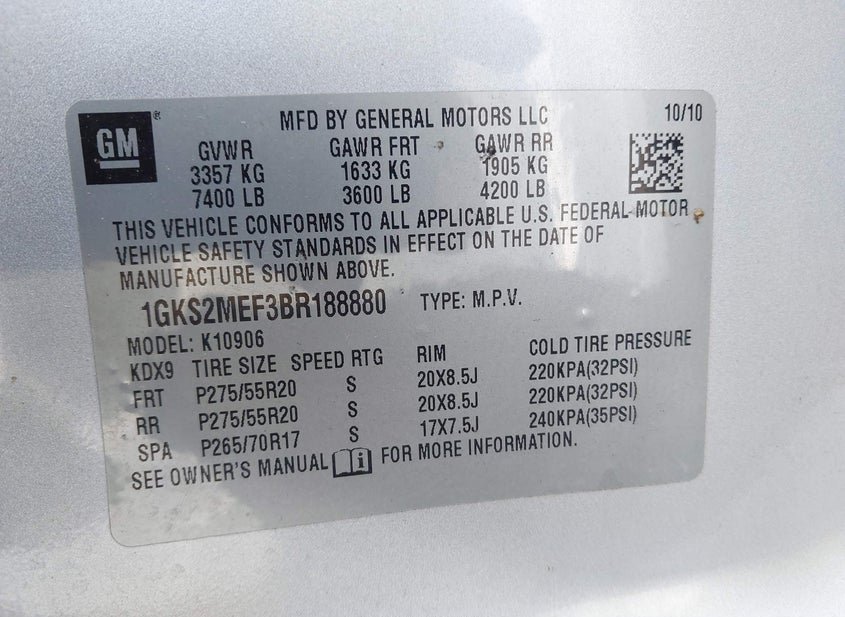 GM ®
MFD BY GENERAL MOTORS LLC 10/10
GVWR GAWR FRT GAWR RR
3357 KG 1633 KG 1905 KG
7400 LB 3600 LB 4200 LB
THIS VEHICLE CONFORMS TO ALL APPLICABLE U.S. FEDERAL MOTOR
VEHICLE SAFETY STANDARDS IN EFFECT ON THE DATE OF
MANUFACTURE SHOWN ABOVE.
1GKS2MEF3BR188880 TYPE: M.P.V.
MODEL: K10906
KDX9 TIRE SIZE SPEED RTG RIM COLD TIRE PRESSURE
FRT P275/55R20 S 20X8.5J 220KPA(32PSI)
RR P275/55R20 S 20X8.5J 220KPA(32PSI)
SPA P265/70R17 S 17X7.5J 240KPA(35PSI)
SEE OWNER'S MANUAL i FOR MORE INFORMATION.